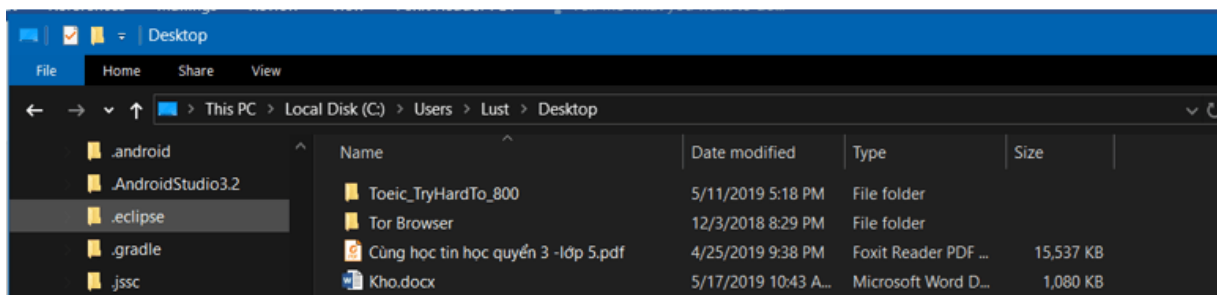 Desktop
File Home Share View
This PC > Local Disk (C:) > Users > Lust > Desktop
.android
.AndroidStudio3.2
.eclipse
.gradle
.jssc
Name Date modified Type Size
Toeic_TryHardTo_800 5/11/2019 5:18 PM File folder
Tor Browser 12/3/2018 8:29 PM File folder
Cùng học tin học quyển 3 -lớp 5.pdf 4/25/2019 9:38 PM Foxit Reader PDF ... 15,537 KB
Kho.docx 5/17/2019 10:43 A... Microsoft Word D... 1,080 KB